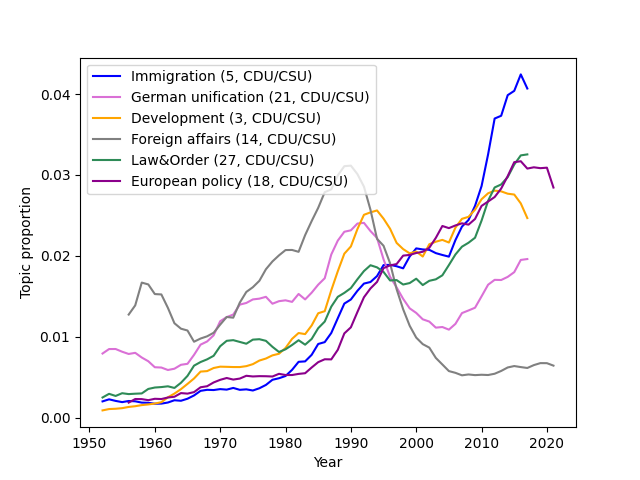 Immigration (5, CDU/CSU)
German unification (21, CDU/CSU)
Development (3, CDU/CSU)
Foreign affairs (14, CDU/CSU)
Law&Order (27, CDU/CSU)
European policy (18, CDU/CSU)
Topic proportion
0.04
0.03
0.02
0.01
0.00
1950 1960 1970 1980 1990 2000 2010 2020
Year